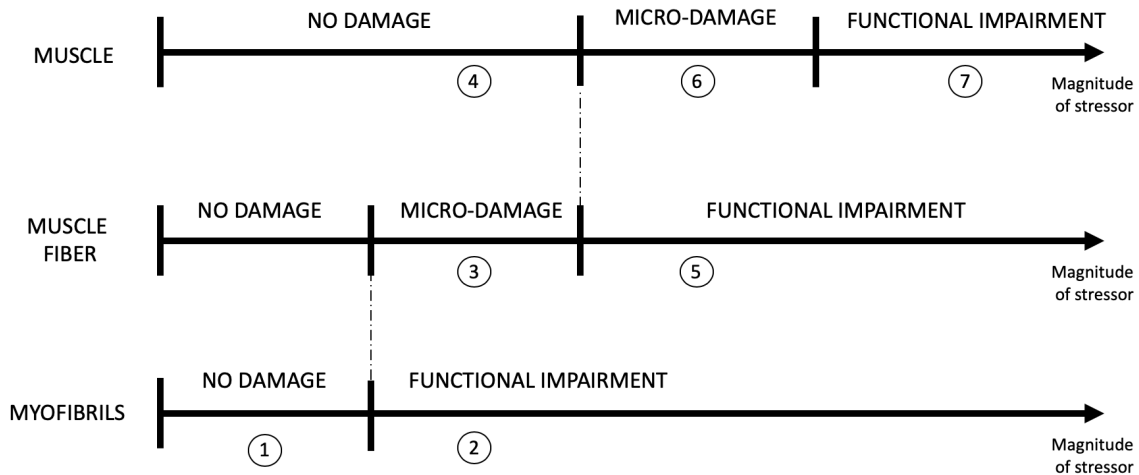 NO DAMAGE MICRO-DAMAGE FUNCTIONAL IMPAIRMENT
MUSCLE
4 6 7
Magnitude
of stressor
NO DAMAGE MICRO-DAMAGE FUNCTIONAL IMPAIRMENT
MUSCLE
FIBER
3 5
Magnitude
of stressor
NO DAMAGE FUNCTIONAL IMPAIRMENT
MYOFIBRILS
1 2
Magnitude
of stressor